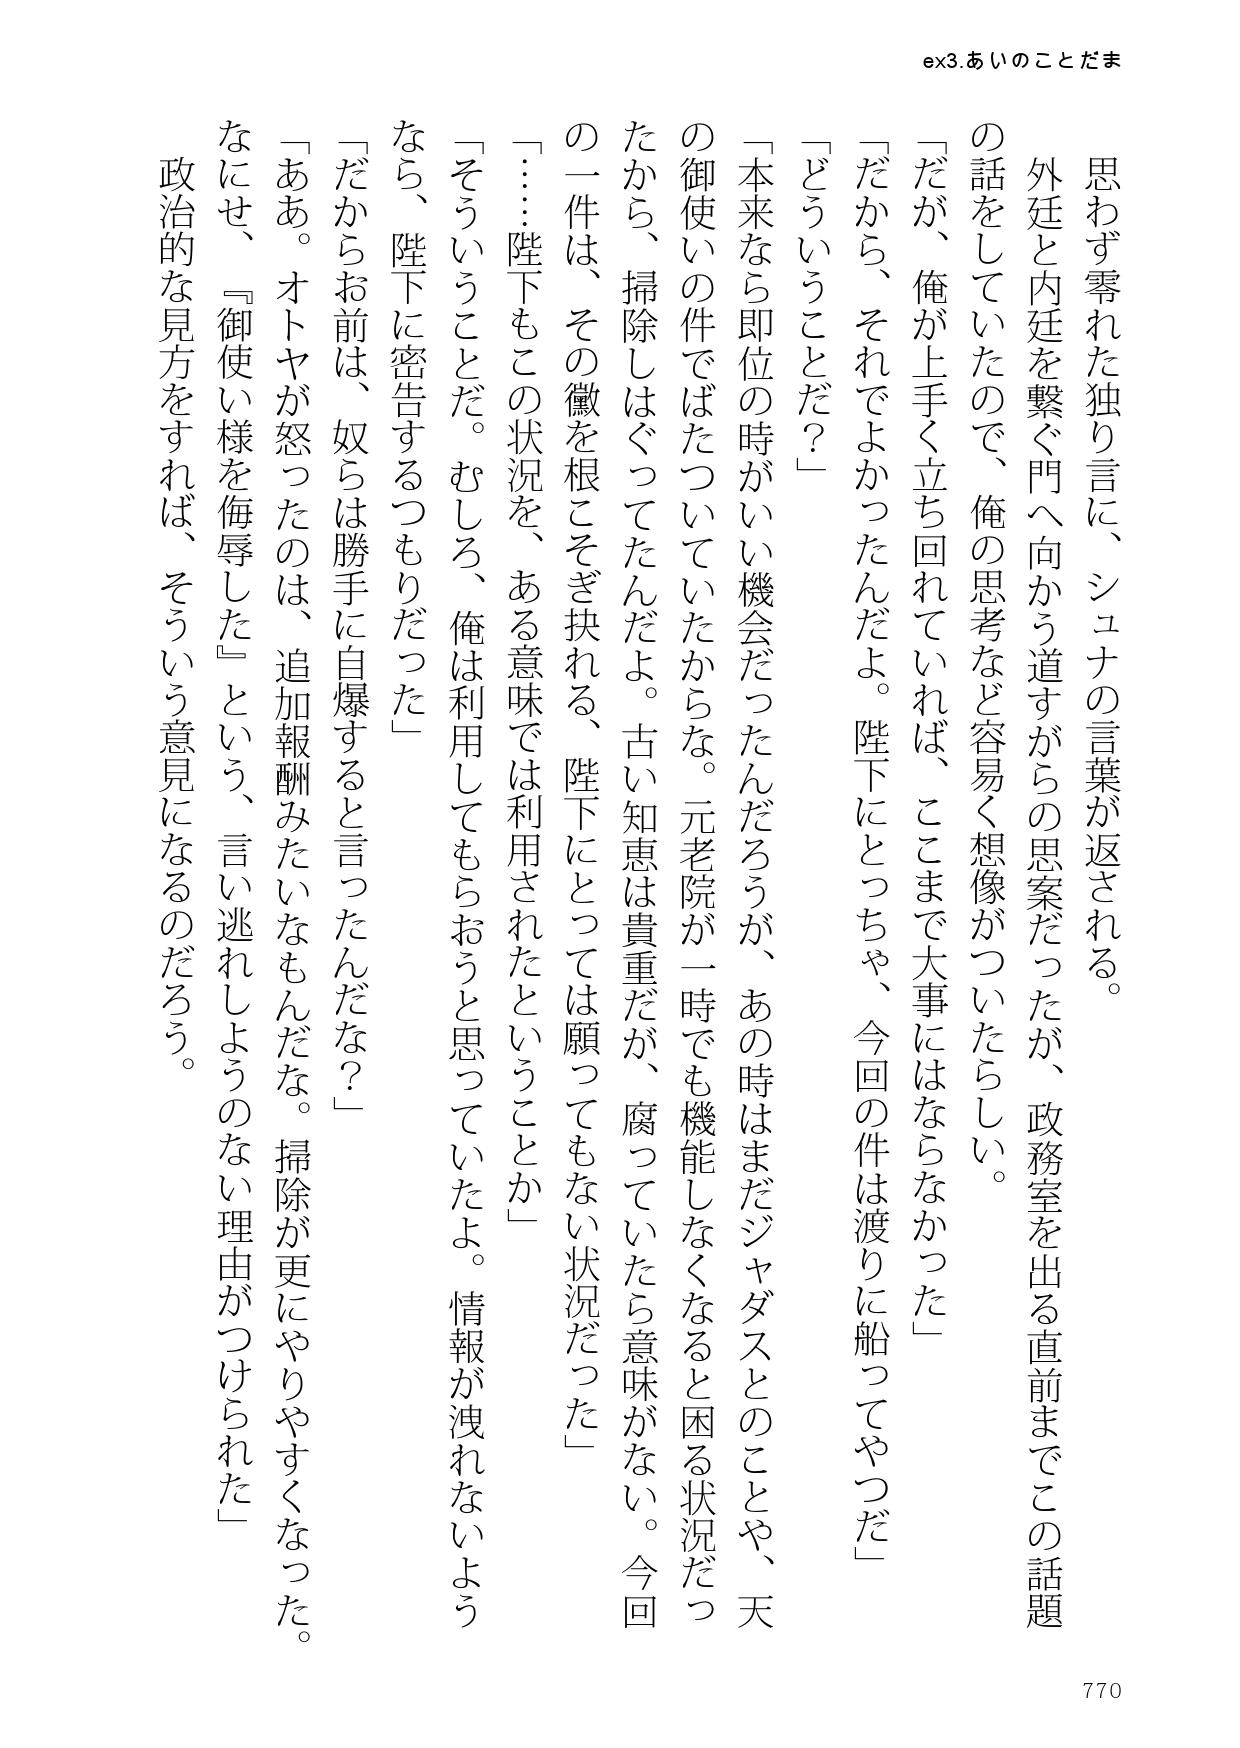 ex3.あいのことだま
　思わず零れた独り言に、シュナの言葉が返される。
　外廷と内廷を繋ぐ門へ向かう道すがらの思案だったが、政務室を出る直前までこの話題
の話をしていたので、俺の思考など容易く想像がついたらしい。
「だが、俺が上手く立ち回れていれば、ここまで大事にはならなかった」
「だから、それでよかったんだよ。陛下にとっちゃ、今回の件は渡りに船ってやつだ」
「どういうことだ？」
「本来なら即位の時がいい機会だったんだろうが、あの時はまだジャダスとのことや、天
の御使いの件でばたついていたからな。元老院が一時でも機能しなくなると困る状況だっ
たから、掃除しはぐってたんだよ。古い知恵は貴重だが、腐っていたら意味がない。今回
の一件は、その黴を根こそぎ抉れる、陛下にとっては願ってもない状況だった」
「……陛下もこの状況を、ある意味では利用されたということか」
「そういうことだ。むしろ、俺は利用してもらおうと思っていたよ。情報が洩れないよう
なら、陛下に密告するつもりだった」
「だからお前は、奴らは勝手に自爆すると言ったんだな？」
「ああ。オトヤが怒ったのは、追加報酬みたいなもんだな。掃除が更にやりやすくなった。
なにせ、『御使い様を侮辱した』という、言い逃れしようのない理由がつけられた」
　政治的な見方をすれば、そういう意見になるのだろう。
770